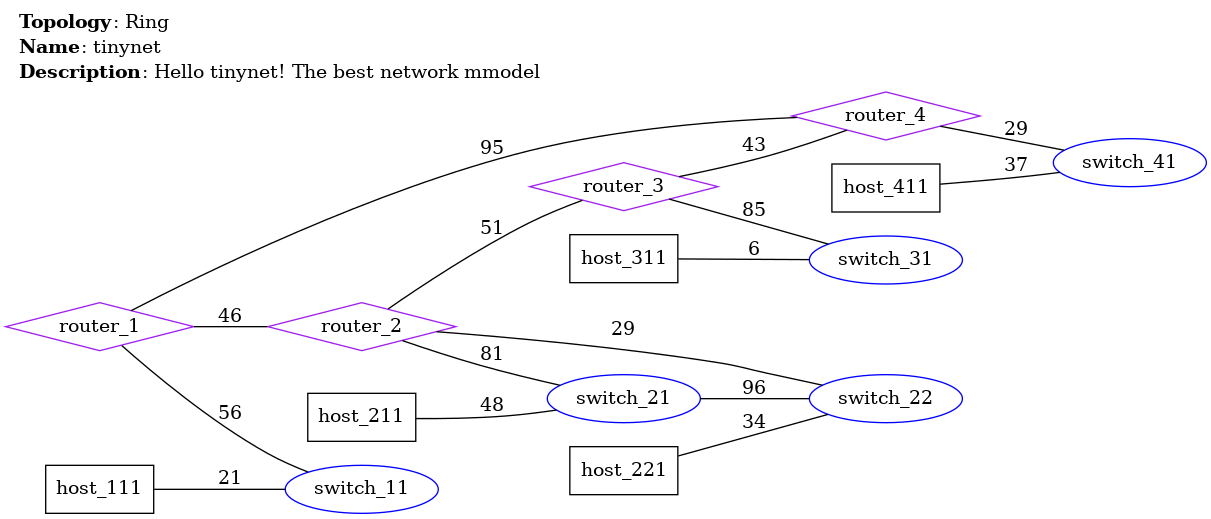 Topology: Ring
Name: tinynet
Description: Hello tinynet! The best network mmodel
router_4
29
95
43
switch_41
router_3
37
host_411
85
51
6
host_311
switch_31
46
router_1
router_2
29
81
96
switch_21
switch_22
48
56
host_211
34
host_221
21
host_111
switch_11